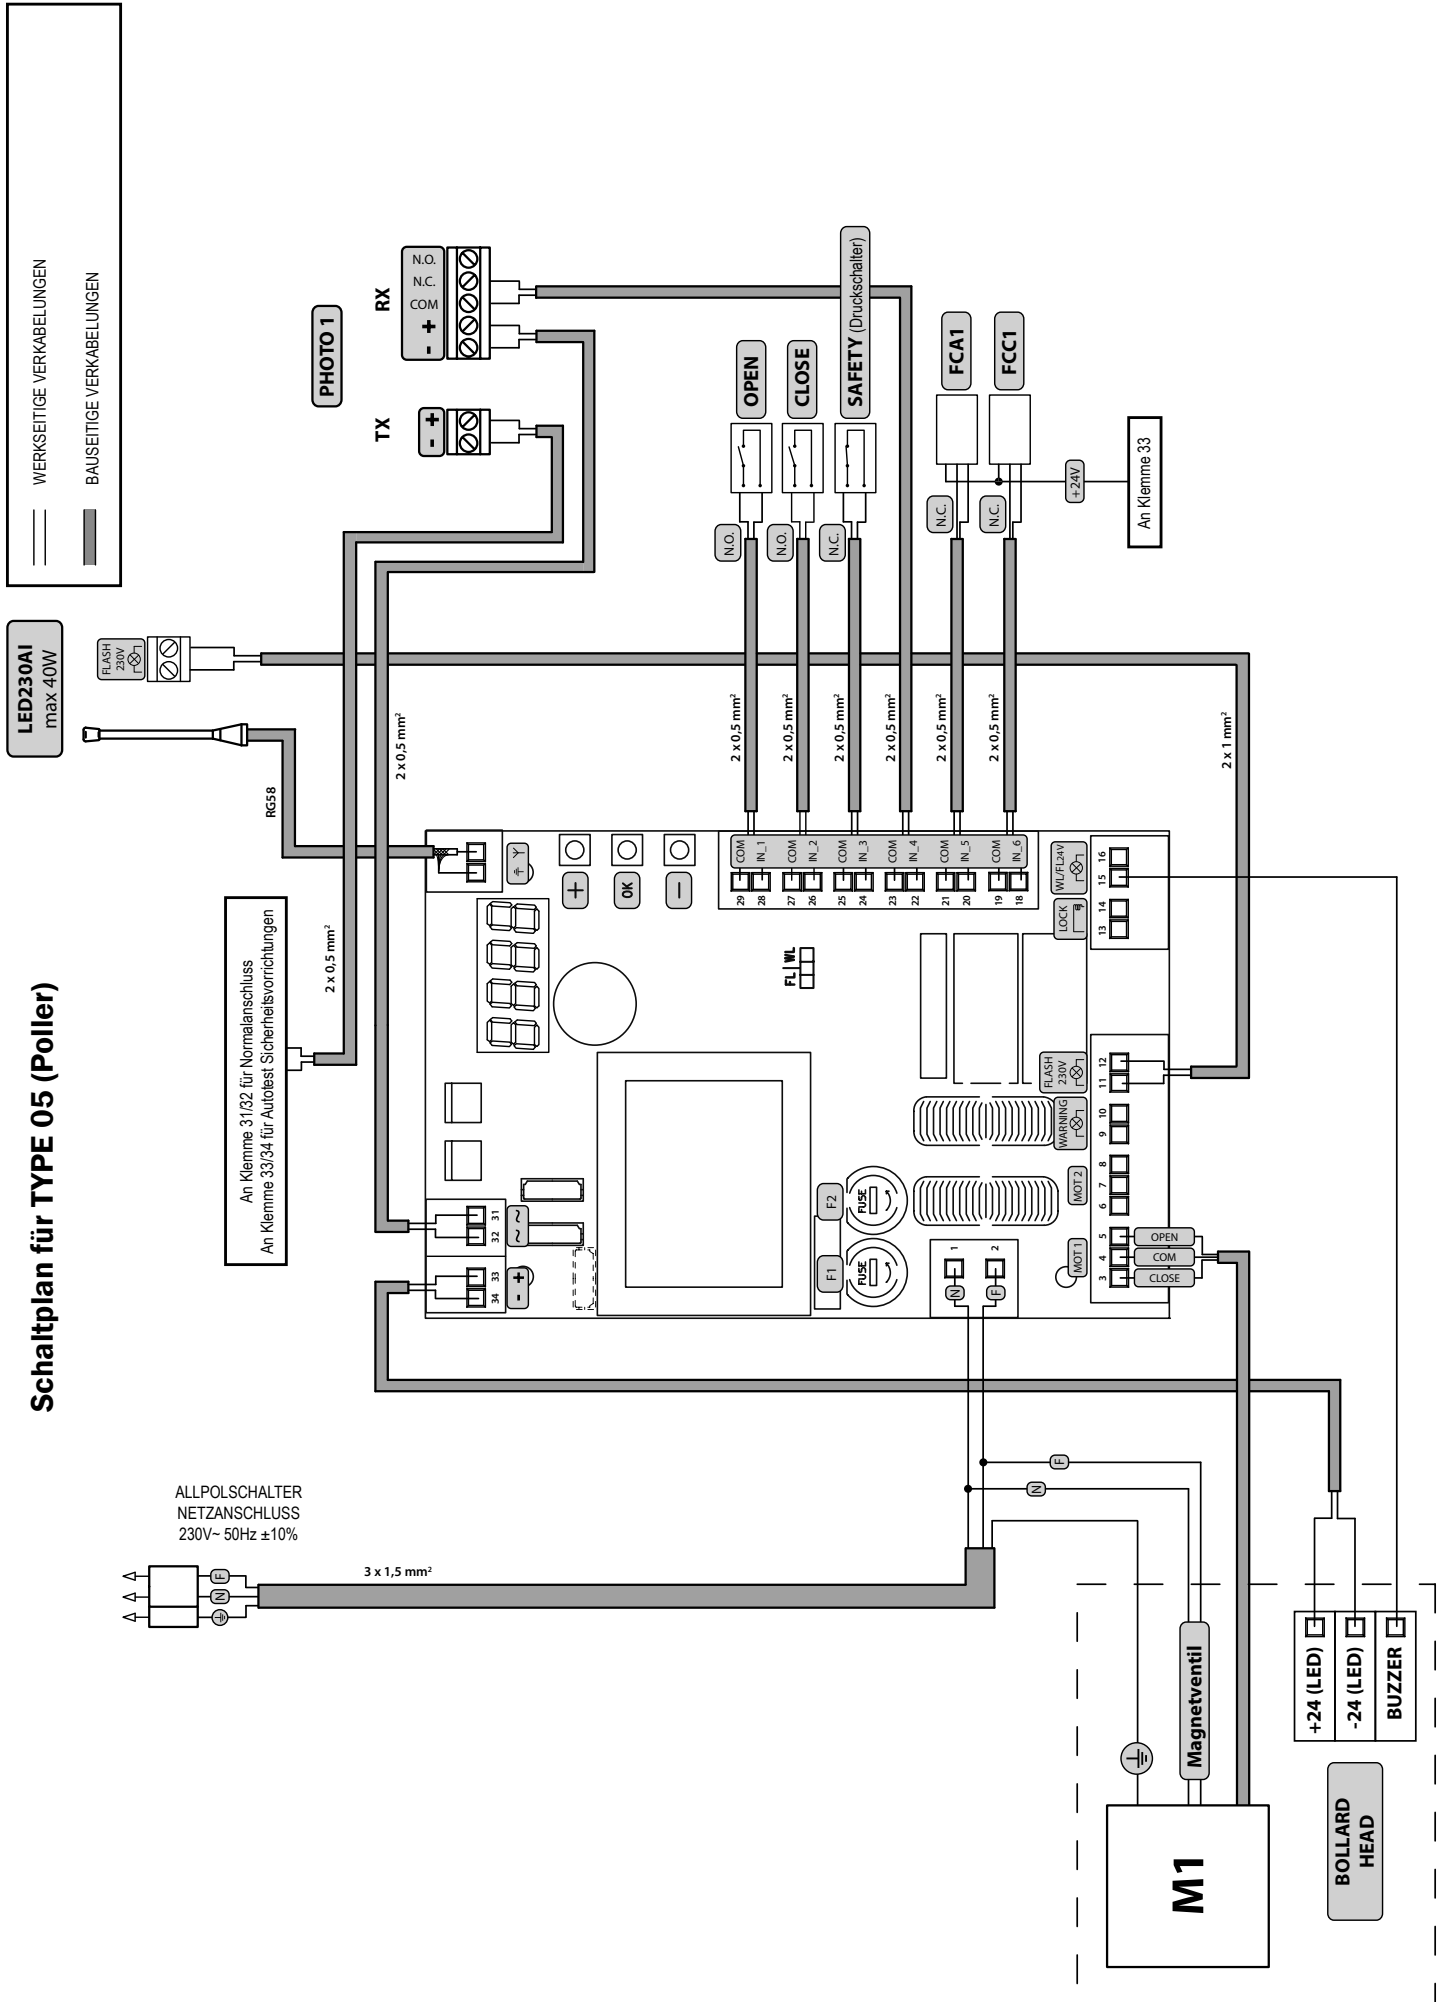 Schaltplan für TYPE 05 (Poller)
LED230AI
max 40W
WERKSEITIGE VERKABELUNGEN
BAUSEITIGE VERKABELUNGEN
ALLPOLSCHALTER
NETZANSCHLUSS
230V~ 50Hz ±10%
F
N
3 x 1,5 mm²
An Klemme 31/32 für Normalanschluss
An Klemme 33/34 für Autotest Sicherheitsvorrichtungen
2 x 0,5 mm²
RG58
FLASH
230V
2 x 0,5 mm²
PHOTO 1
TX
- +
RX
- + COM N.C. N.O.
34 33 32 31
- +
~ ~
+
OK
−
FL WL
29 COM
28 IN_1
27 COM
26 IN_2
25 COM
24 IN_3
23 COM
22 IN_4
21 COM
20 IN_5
19 COM
18 IN_6
2 x 0,5 mm²
2 x 0,5 mm²
2 x 0,5 mm²
2 x 0,5 mm²
2 x 0,5 mm²
2 x 0,5 mm²
N.O.
OPEN
N.O.
CLOSE
N.C.
SAFETY (Druckschalter)
N.C.
FCA1
N.C.
FCC1
+24V
An Klemme 33
F1
FUSE
F2
FUSE
N 1
F 2
MOT 1
MOT 2
WARNING
FLASH
230V
LOCK
WL/FL24V
3 4 5 6 7 8 9 10 11 12 13 14 15 16
CLOSE
COM
OPEN
2 x 1 mm²
N
F
Magnetventil
M1
BOLLARD
HEAD
+24 (LED)
-24 (LED)
BUZZER